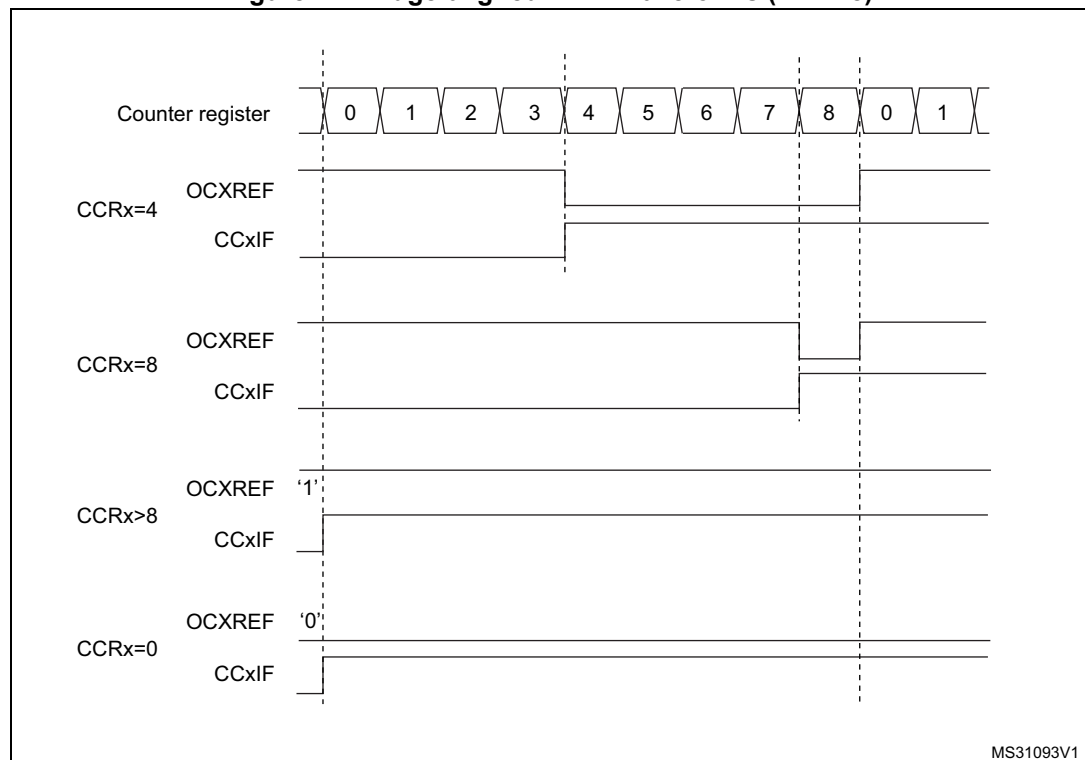 Counter register 0 1 2 3 4 5 6 7 8 0 1
OCXREF
CCRx=4
CCxIF
OCXREF
CCRx=8
CCxIF
OCXREF '1'
CCRx>8
CCxIF
OCXREF '0'
CCRx=0
CCxIF
MS31093V1